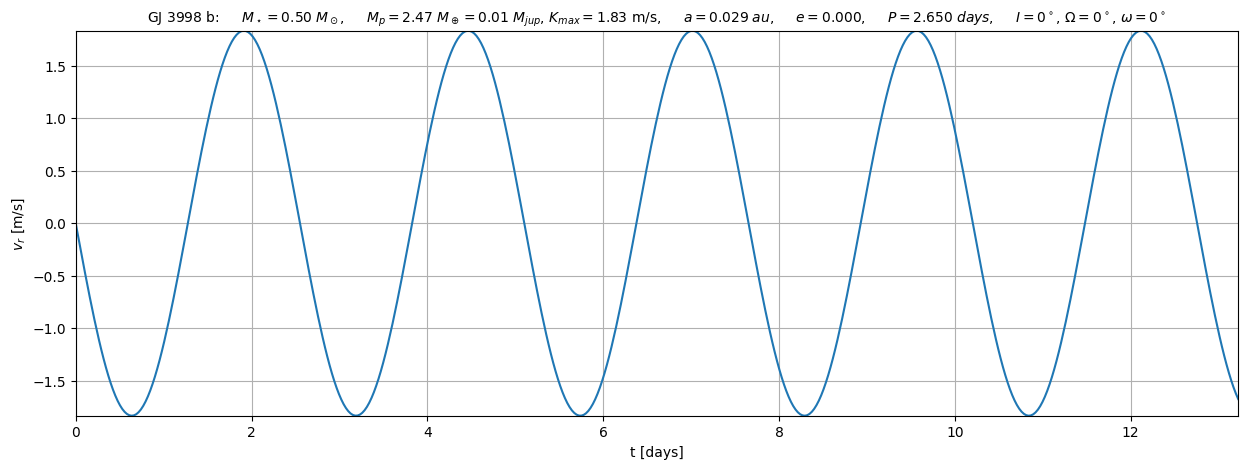 GJ 3998 b: M⋆ = 0.50 M⊙, Mp = 2.47 M⊕ = 0.01 Mjup, Kmax = 1.83 m/s, a = 0.029 au, e = 0.000, P = 2.650 days, I = 0°, Ω = 0°, ω = 0°
1.5
1.0
0.5
0.0
−0.5
−1.0
−1.5
vr [m/s]
0 2 4 6 8 10 12
t [days]